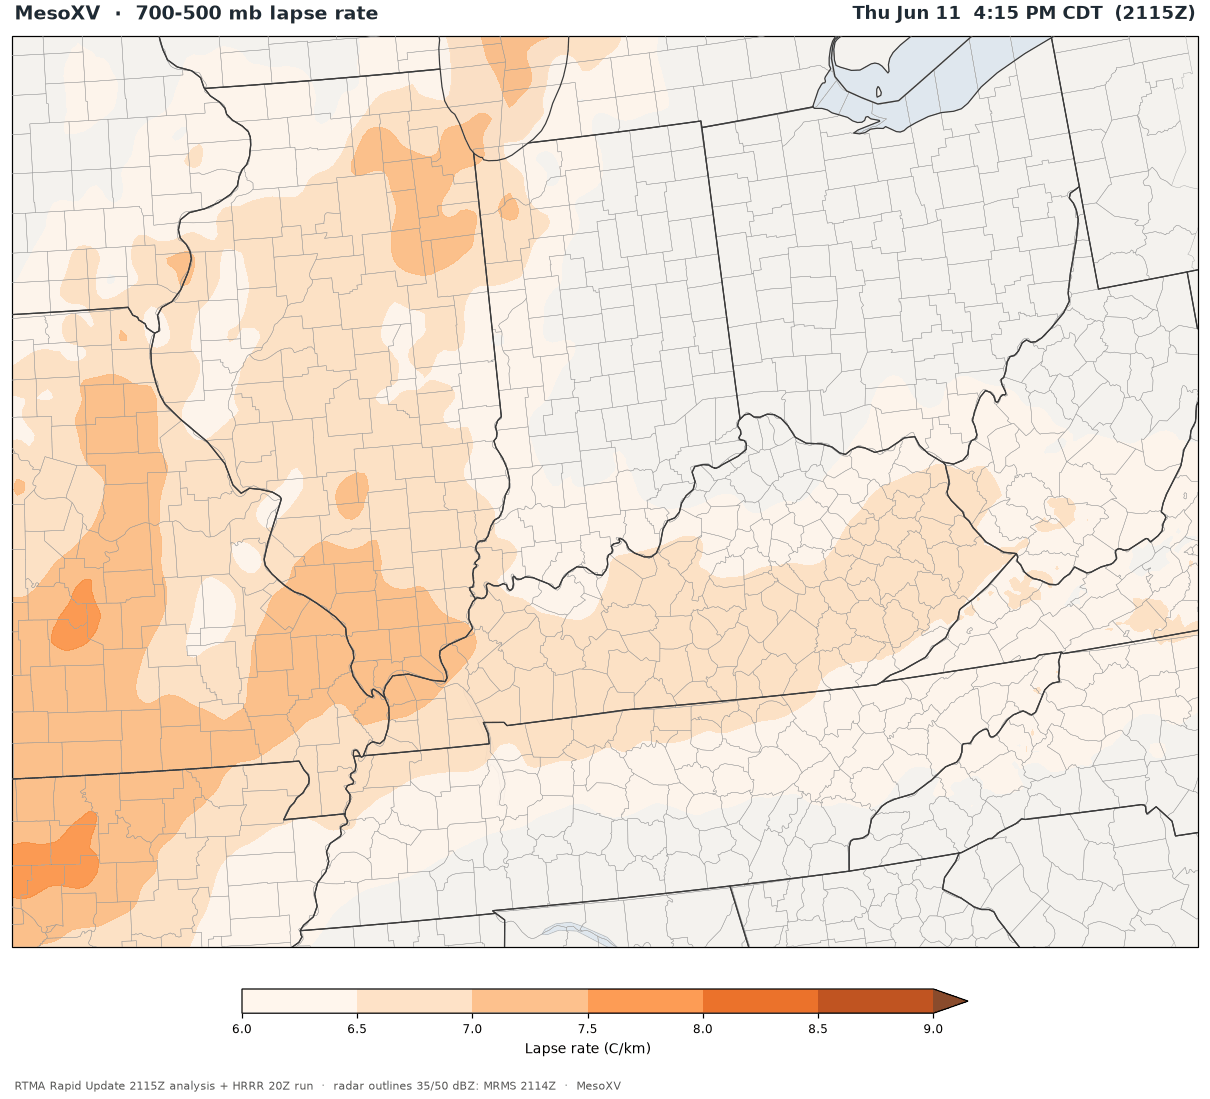 MesoXV · 700-500 mb lapse rate
Thu Jun 11 4:15 PM CDT (2115Z)
6.0 6.5 7.0 7.5 8.0 8.5 9.0
Lapse rate (C/km)
RTMA Rapid Update 2115Z analysis + HRRR 20Z run · radar outlines 35/50 dBZ: MRMS 2114Z · MesoXV